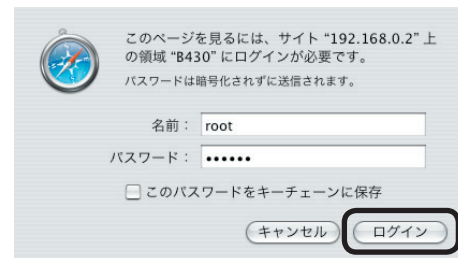 このページを見るには、サイト “192.168.0.2” 上
の領域 “B430” にログインが必要です。
パスワードは暗号化されずに送信されます。
名前： root
パスワード： ••••••
このパスワードをキーチェーンに保存
キャンセル ログイン